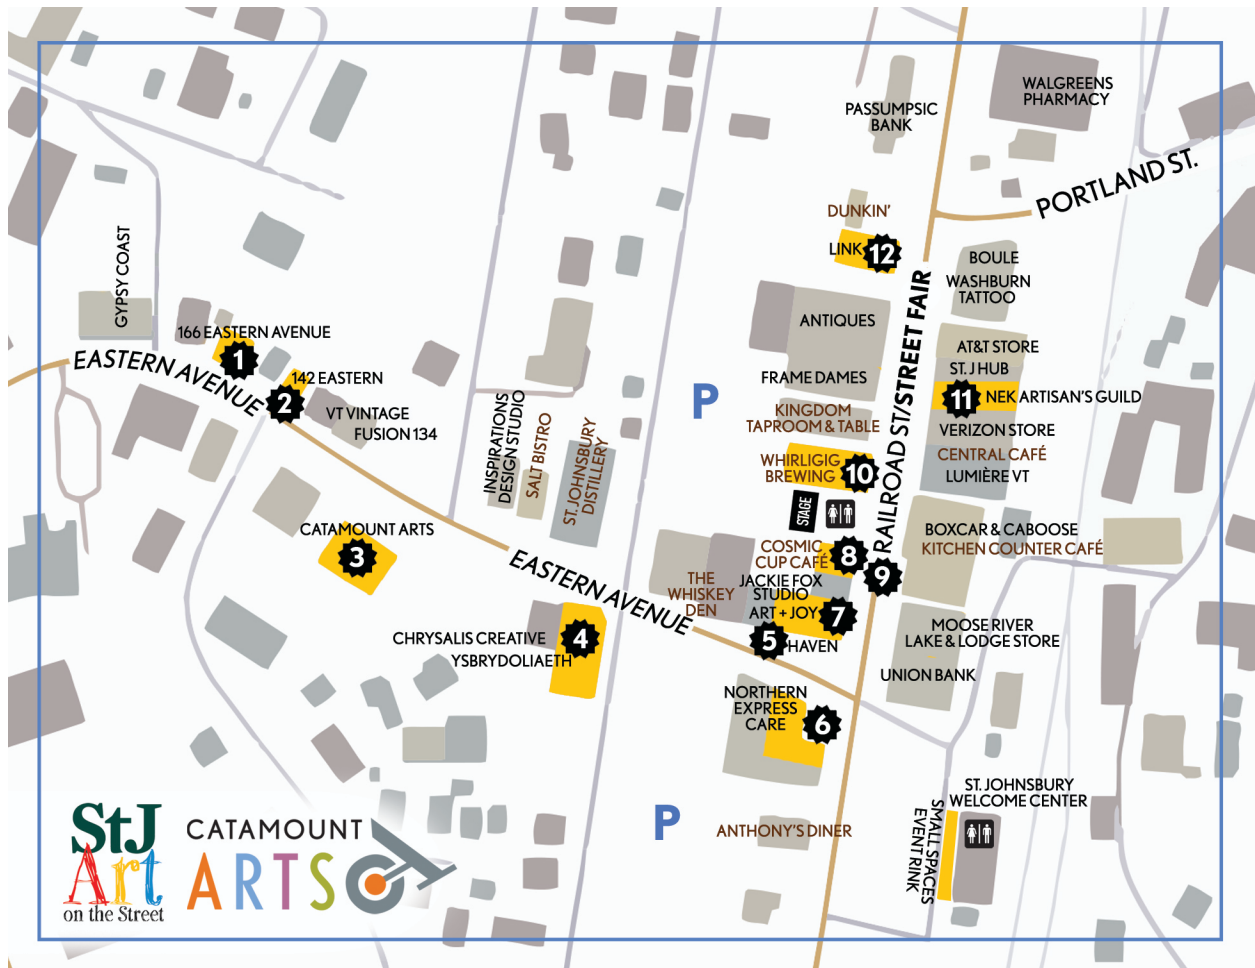 WALGREENS
PHARMACY
PASSUMPSIC
BANK
PORTLAND ST.
DUNKIN'
LINK
12
GYPSY COAST
BOULE
WASHBURN
TATTOO
ANTIQUES
RAILROAD ST/STREET FAIR
166 EASTERN AVENUE
1
EASTERN AVENUE
142 EASTERN
2
AT&T STORE
ST. J HUB
FRAME DAMES
11
NEK ARTISAN'S GUILD
P
VT VINTAGE
FUSION 134
KINGDOM
TAPROOM & TABLE
VERIZON STORE
INSPIRATIONS
DESIGN STUDIO
SALT BISTRO
ST. JOHNSBURY
DISTILLERY
WHIRLIGIG
BREWING
10
CENTRAL CAFÉ
LUMIÈRE VT
STAGE
CATAMOUNT ARTS
3
BOXCAR & CABOOSE
KITCHEN COUNTER CAFÉ
COSMIC
CUP CAFÉ
8
9
EASTERN AVENUE
THE
WHISKEY
DEN
JACKIE FOX
STUDIO
ART + JOY
7
5
HAVEN
CHRYSALIS CREATIVE
YSBRYDOLIAETH
4
MOOSE RIVER
LAKE & LODGE STORE
UNION BANK
NORTHERN
EXPRESS
CARE
6
ST. JOHNSBURY
WELCOME CENTER
SMALL SPACES
EVENT RINK
P
ANTHONY'S DINER
StJ
Art
on the Street
CATAMOUNT
ARTS